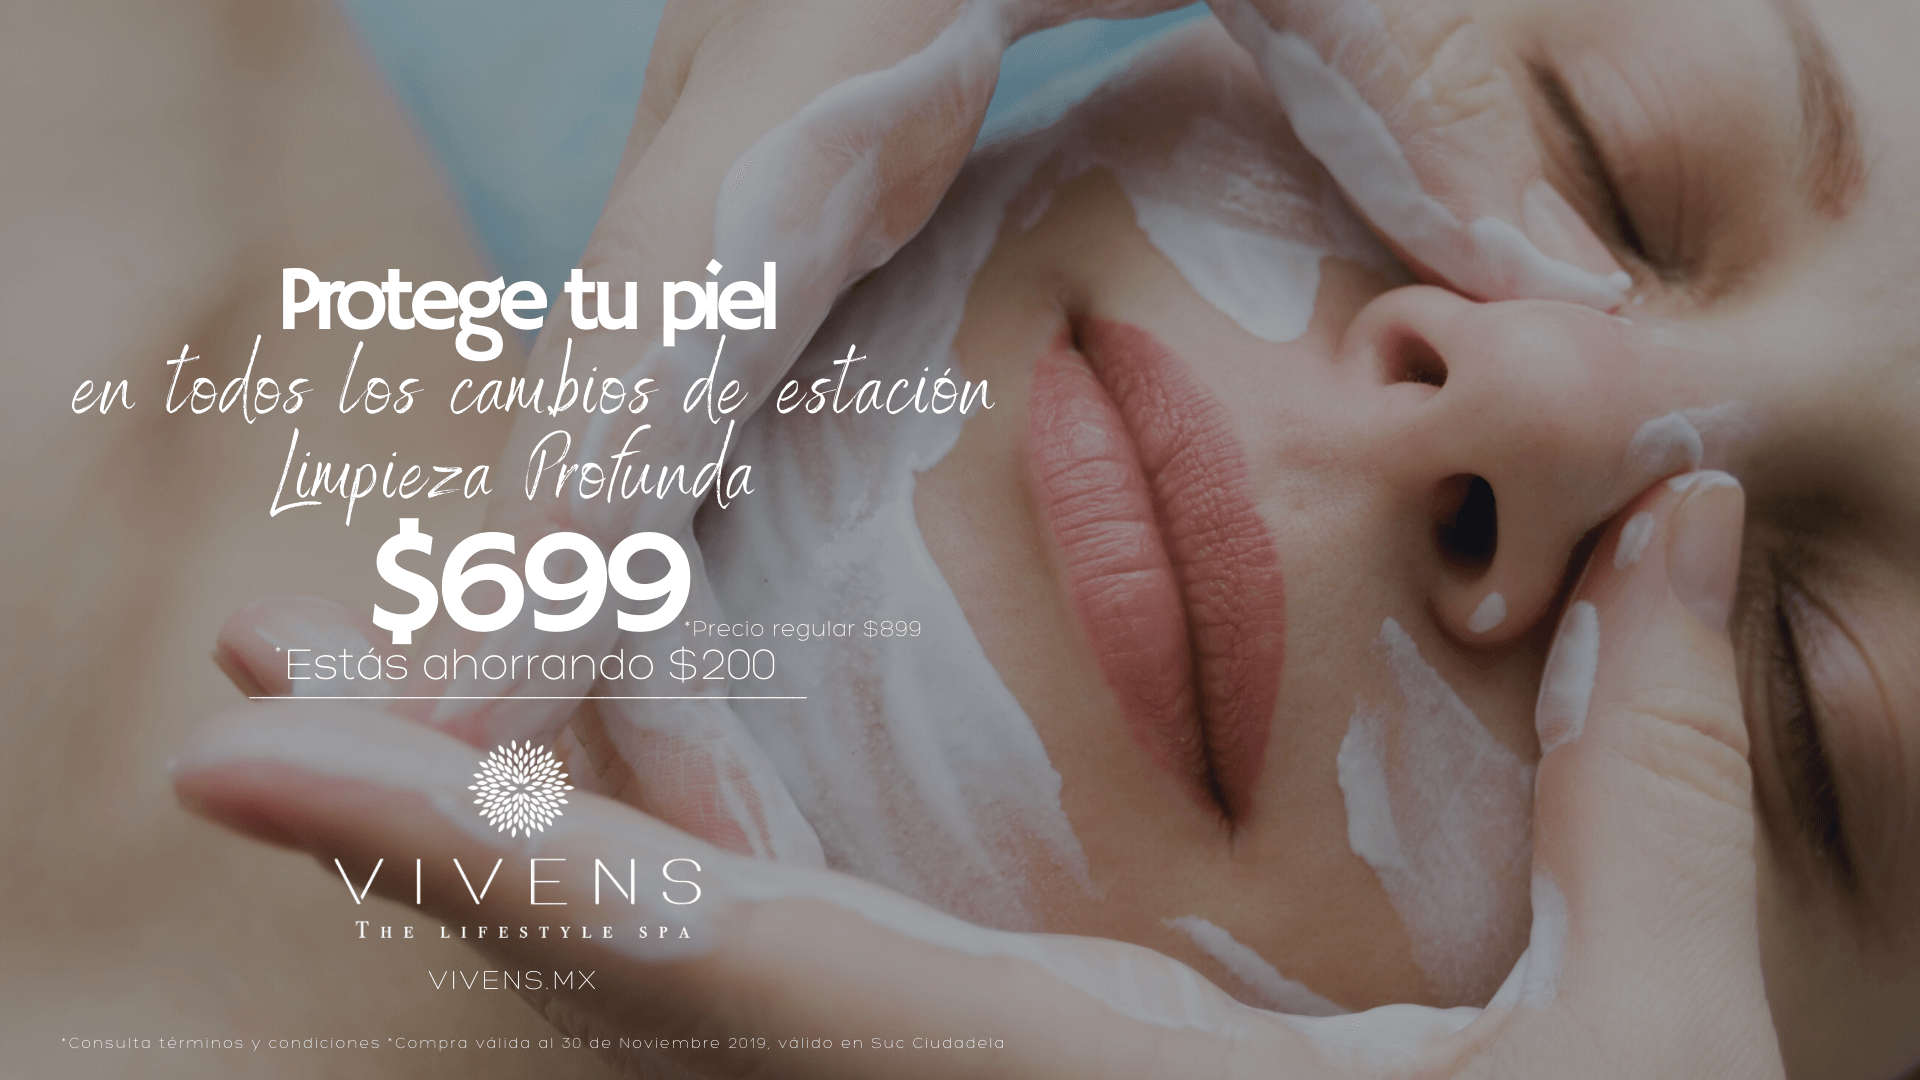 Protege tu piel
en todos los cambios de estación
Limpieza Profunda
$699
*Precio regular $899
*Estás ahorrando $200
VIVENS
THE LIFESTYLE SPA
VIVENS.MX
*Consulta términos y condiciones *Compra válida al 30 de Noviembre 2019, válido en Suc Ciudadela